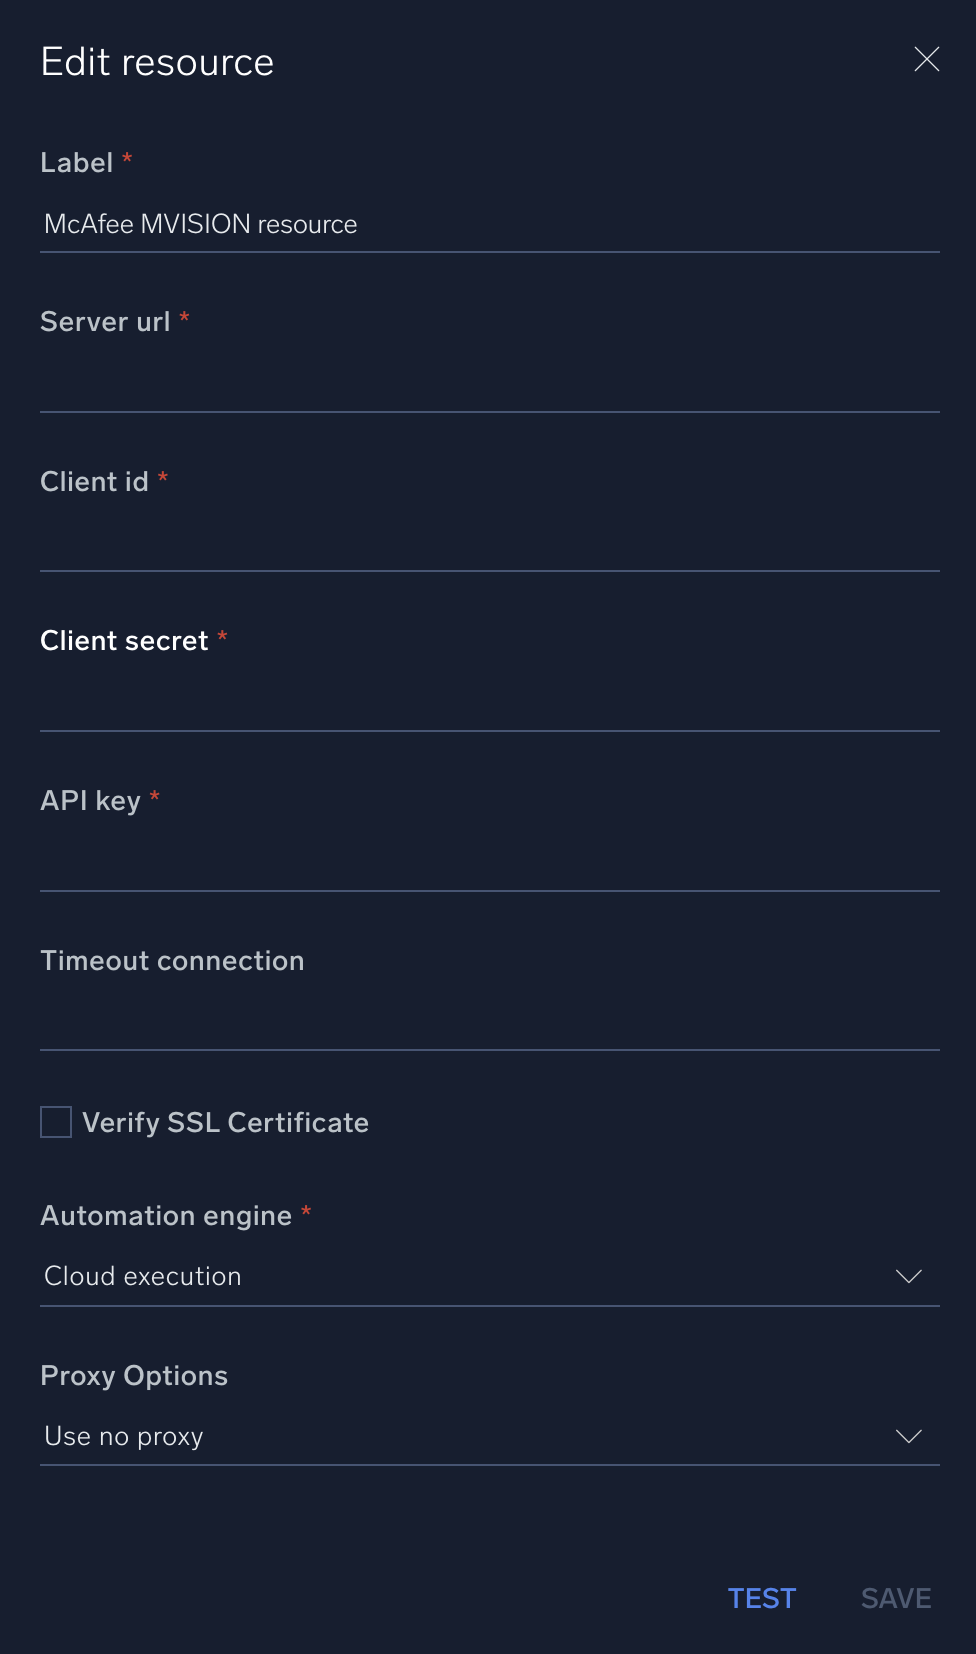 Edit resource
Label *
McAfee MVISION resource
Server url *
Client id *
Client secret *
API key *
Timeout connection
Verify SSL Certificate
Automation engine *
Cloud execution
Proxy Options
Use no proxy
TEST SAVE